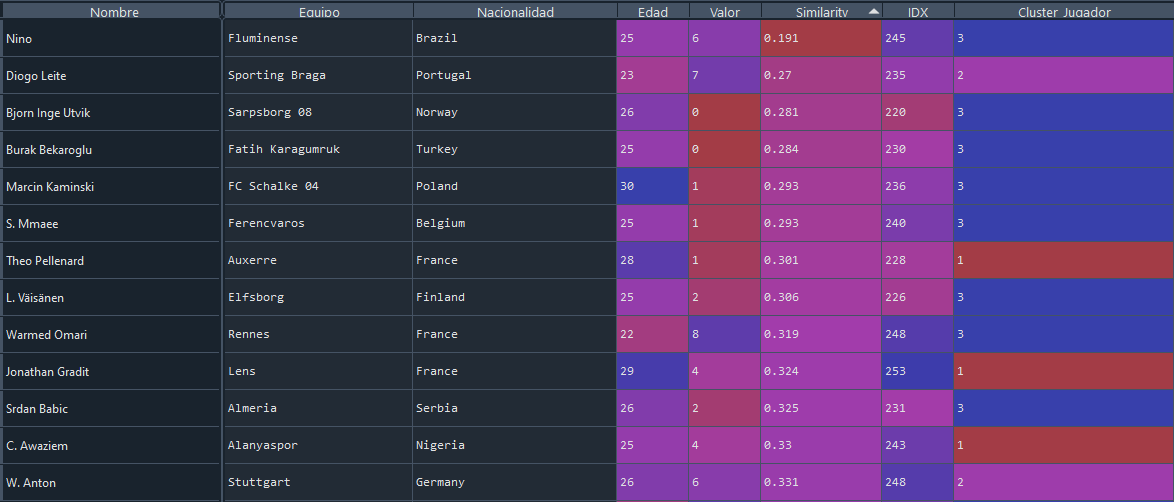 Nombre Equipo Nacionalidad Edad Valor Similarity IDX Cluster Jugador
Nino Fluminense Brazil 25 6 0.191 245 3
Diogo Leite Sporting Braga Portugal 23 7 0.27 235 2
Bjorn Inge Utvik Sarpsborg 08 Norway 26 0 0.281 220 3
Burak Bekaroglu Fatih Karagumruk Turkey 25 0 0.284 230 3
Marcin Kaminski FC Schalke 04 Poland 30 1 0.293 236 3
S. Mmaee Ferencvaros Belgium 25 1 0.293 240 3
Theo Pellenard Auxerre France 28 1 0.301 228 1
L. Väisänen Elfsborg Finland 25 2 0.306 226 3
Warmed Omari Rennes France 22 8 0.319 248 3
Jonathan Gradit Lens France 29 4 0.324 253 1
Srdan Babic Almeria Serbia 26 2 0.325 231 3
C. Awaziem Alanyaspor Nigeria 25 4 0.33 243 1
W. Anton Stuttgart Germany 26 6 0.331 248 2